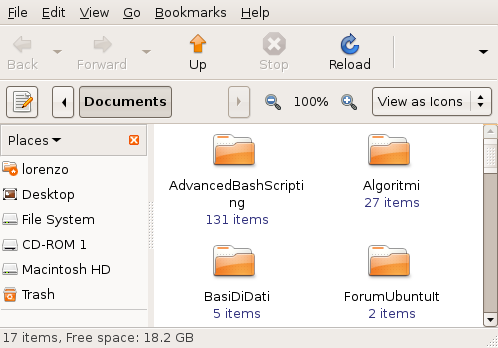 File Edit View Go Bookmarks Help
Back Forward Up Stop Reload
Documents 100% View as Icons
Places
lorenzo
Desktop
File System
CD-ROM 1
Macintosh HD
Trash
AdvancedBashScripti
ng
131 items
Algoritmi
27 items
BasiDiDati
5 items
ForumUbuntuIt
2 items
17 items, Free space: 18.2 GB